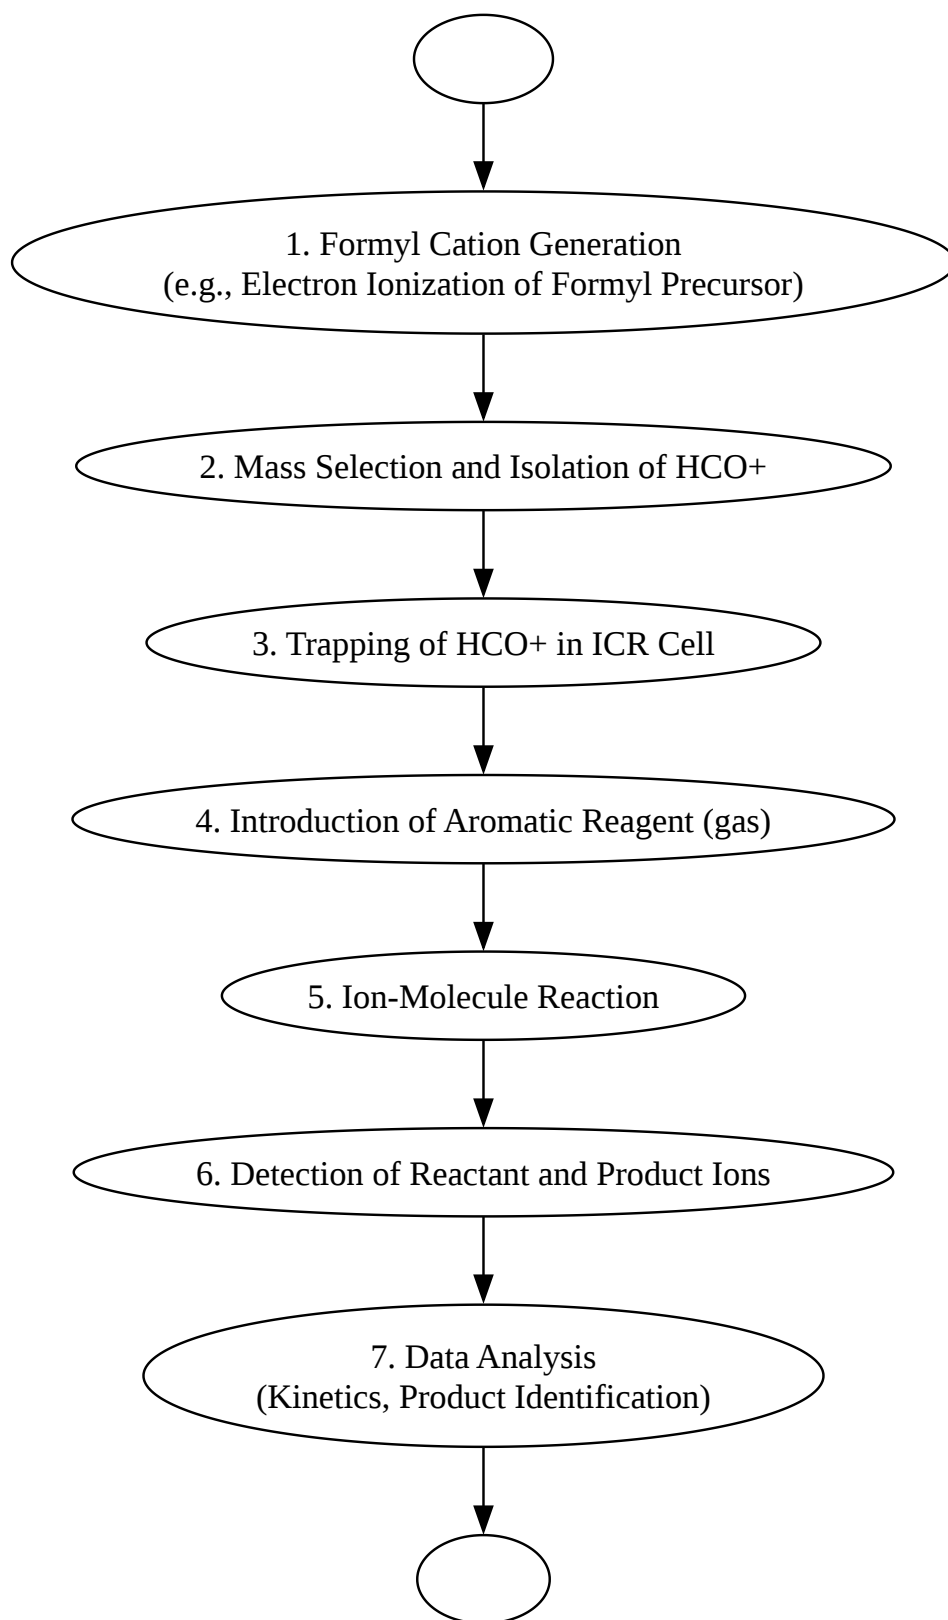 1. Formyl Cation Generation
(e.g., Electron Ionization of Formyl Precursor)
2. Mass Selection and Isolation of HCO+
3. Trapping of HCO+ in ICR Cell
4. Introduction of Aromatic Reagent (gas)
5. Ion-Molecule Reaction
6. Detection of Reactant and Product Ions
7. Data Analysis
(Kinetics, Product Identification)